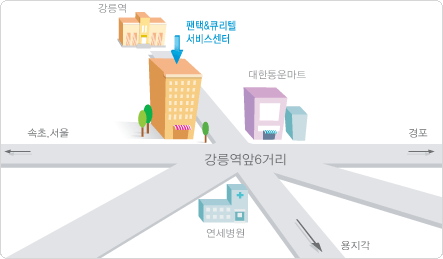 강릉역
팬택&큐리텔
서비스센터
대한동운마트
속초,서울
경포
강릉역앞6거리
연세병원
용지각